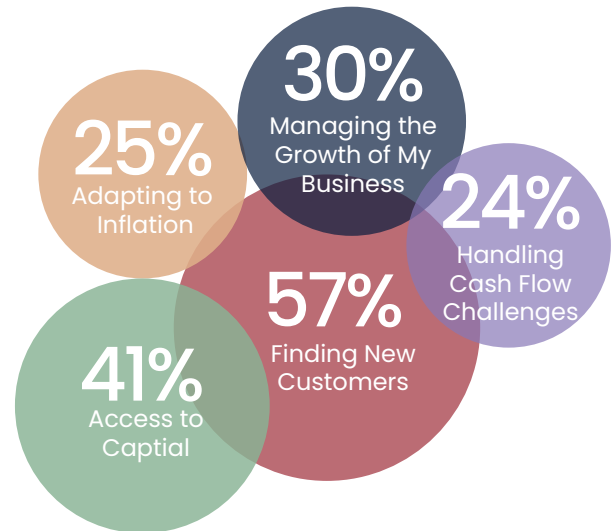 30%
Managing the
Growth of My
Business
25%
Adapting to
Inflation
24%
Handling
Cash Flow
Challenges
57%
Finding New
Customers
41%
Access to
Captial